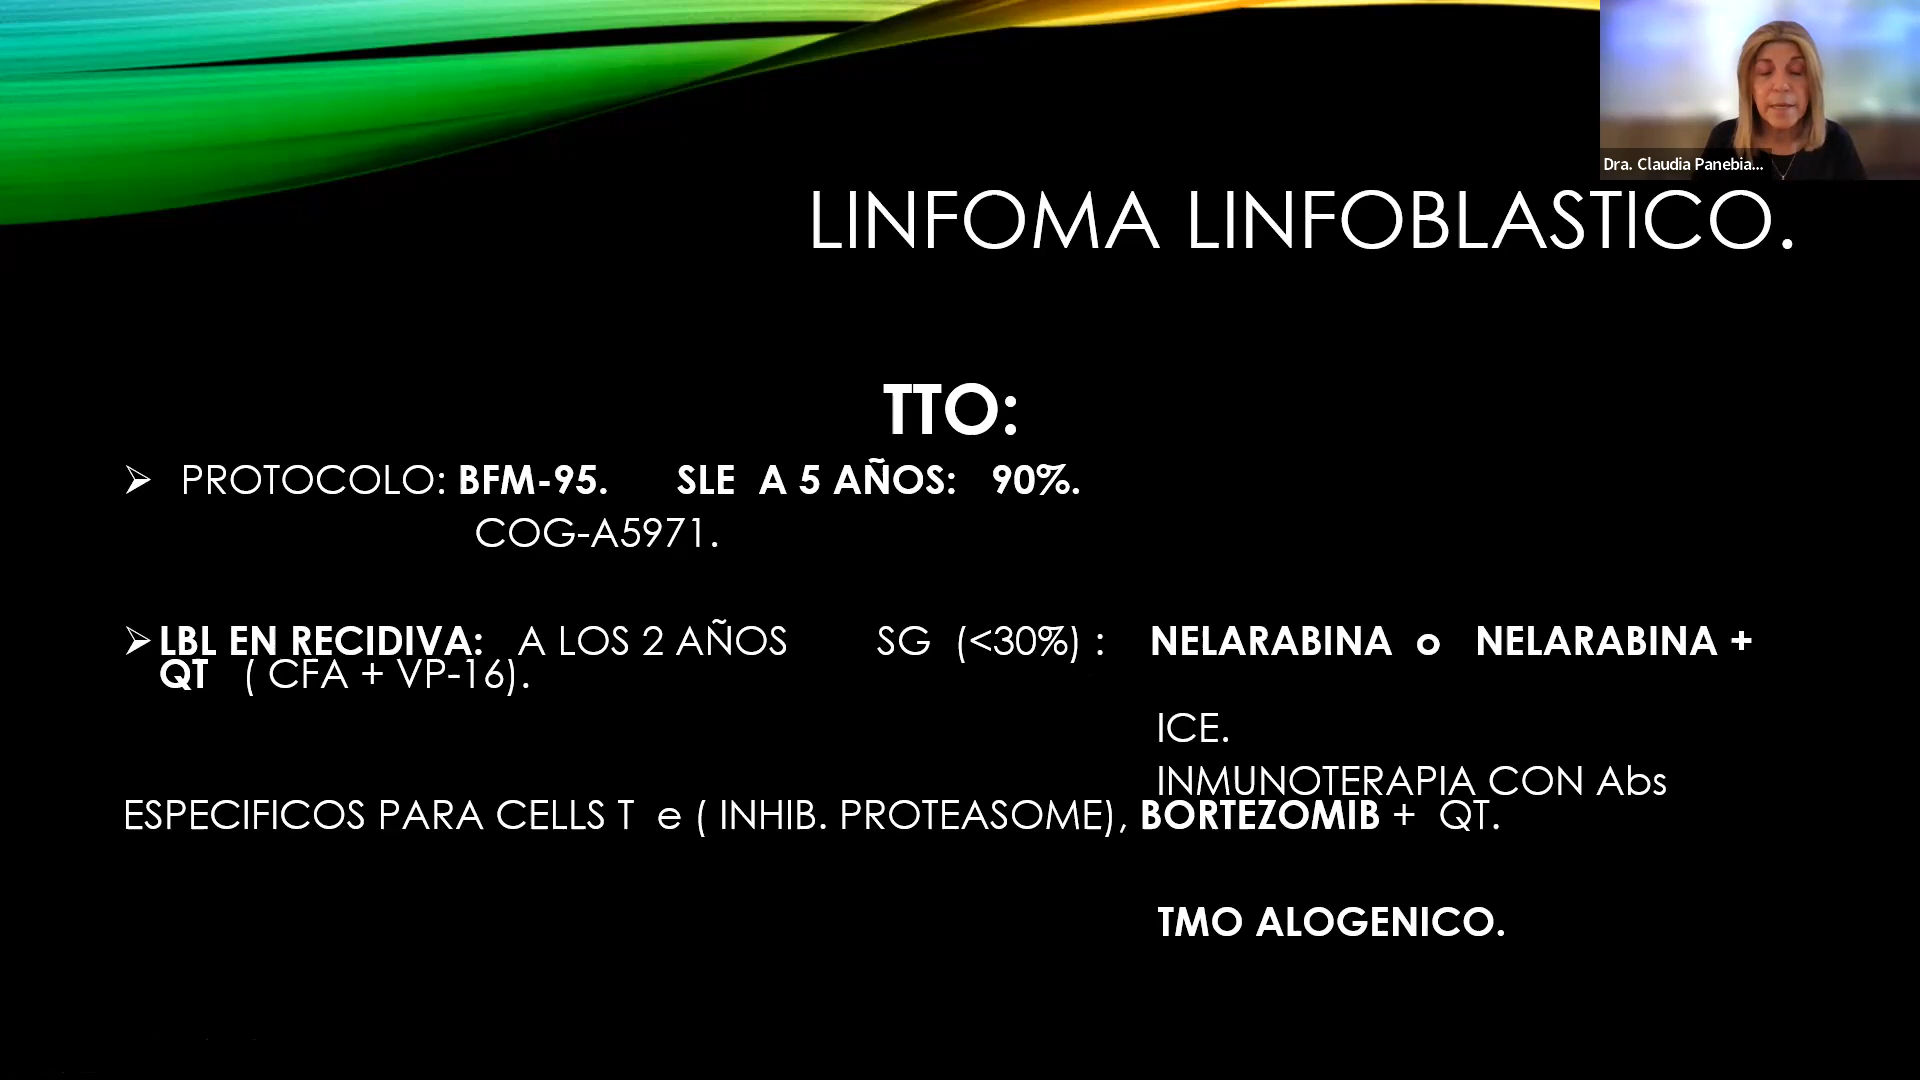 Dra. Claudia Panebia...
LINFOMA LINFOBLASTICO.
TTO:
➢ PROTOCOLO: BFM-95. SLE A 5 AÑOS: 90%.
COG-A5971.
➢ LBL EN RECIDIVA: A LOS 2 AÑOS SG (<30%) : NELARABINA o NELARABINA +
QT ( CFA + VP-16).
ICE.
INMUNOTERAPIA CON Abs
ESPECIFICOS PARA CELLS T e ( INHIB. PROTEASOME), BORTEZOMIB + QT.
TMO ALOGENICO.